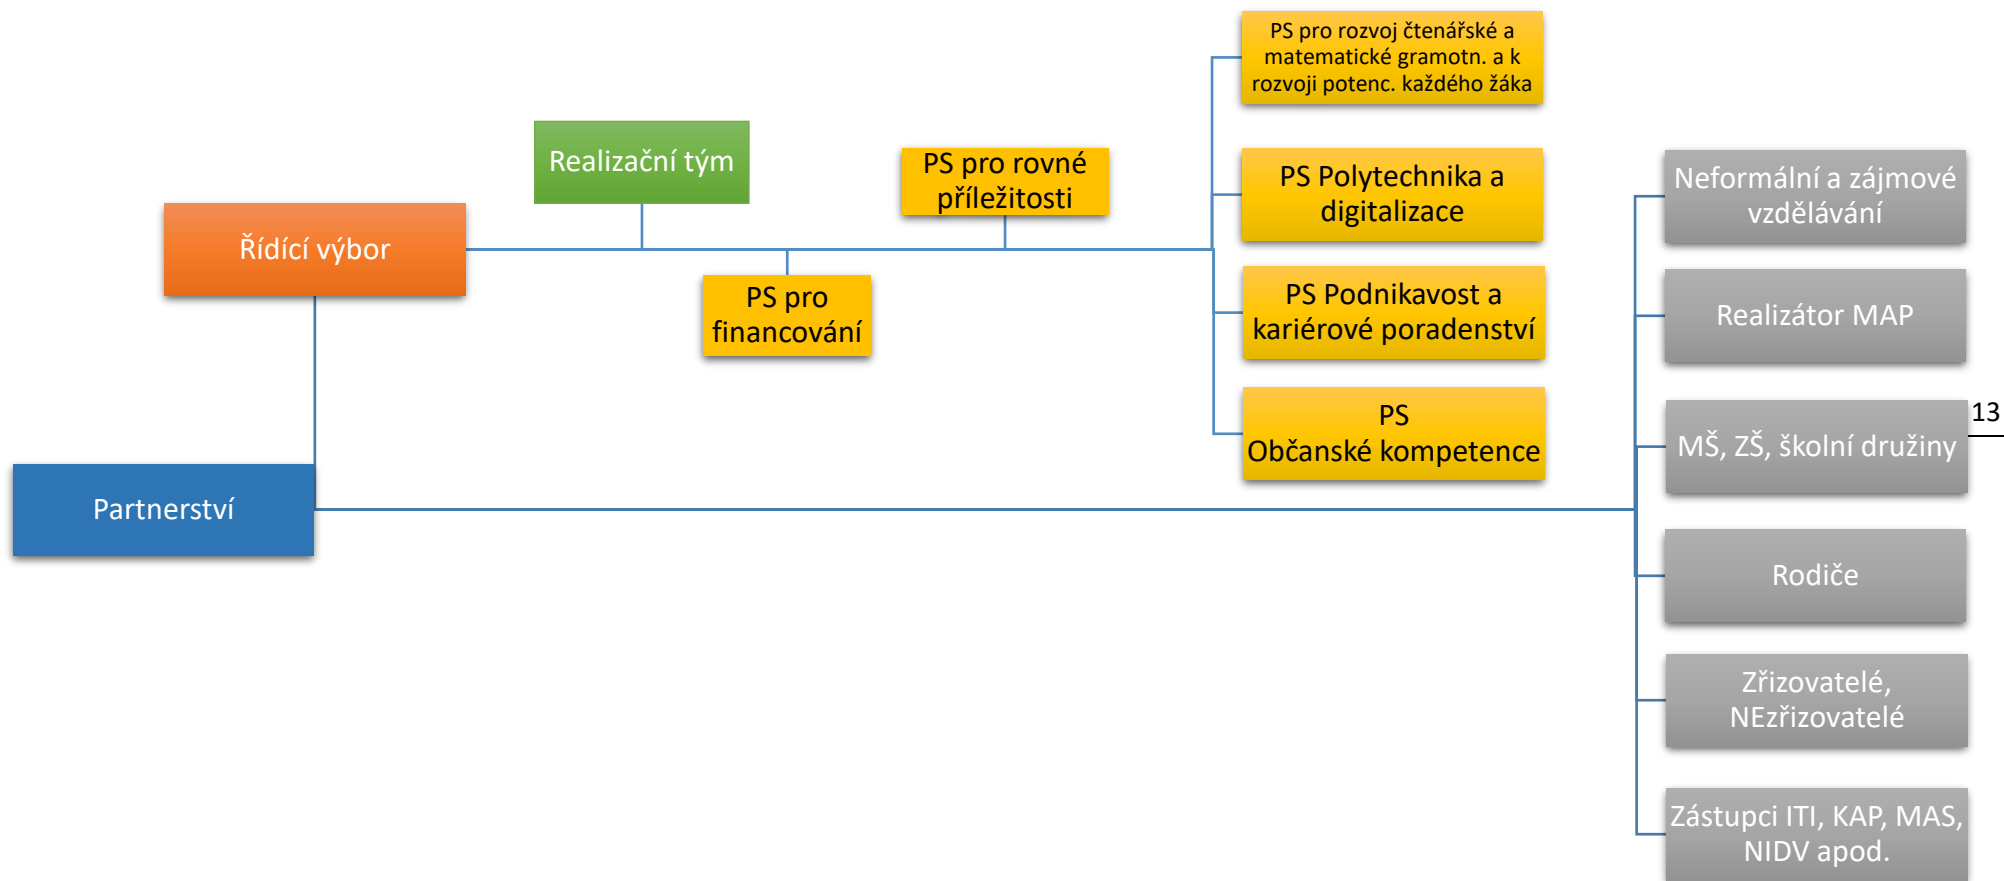 PS pro rozvoj čtenářské a
matematické gramotn. a k
rozvoji potenc. každého žáka
Realizační tým
PS pro rovné
příležitosti
PS Polytechnika a
digitalizace
Neformální a zájmové
vzdělávání
Řídící výbor
PS pro
financování
PS Podnikavost a
kariérové poradenství
Realizátor MAP
PS
Občanské kompetence
MŠ, ZŠ, školní družiny
13
Partnerství
Rodiče
Zřizovatelé,
NEzřizovatelé
Zástupci ITI, KAP, MAS,
NIDV apod.